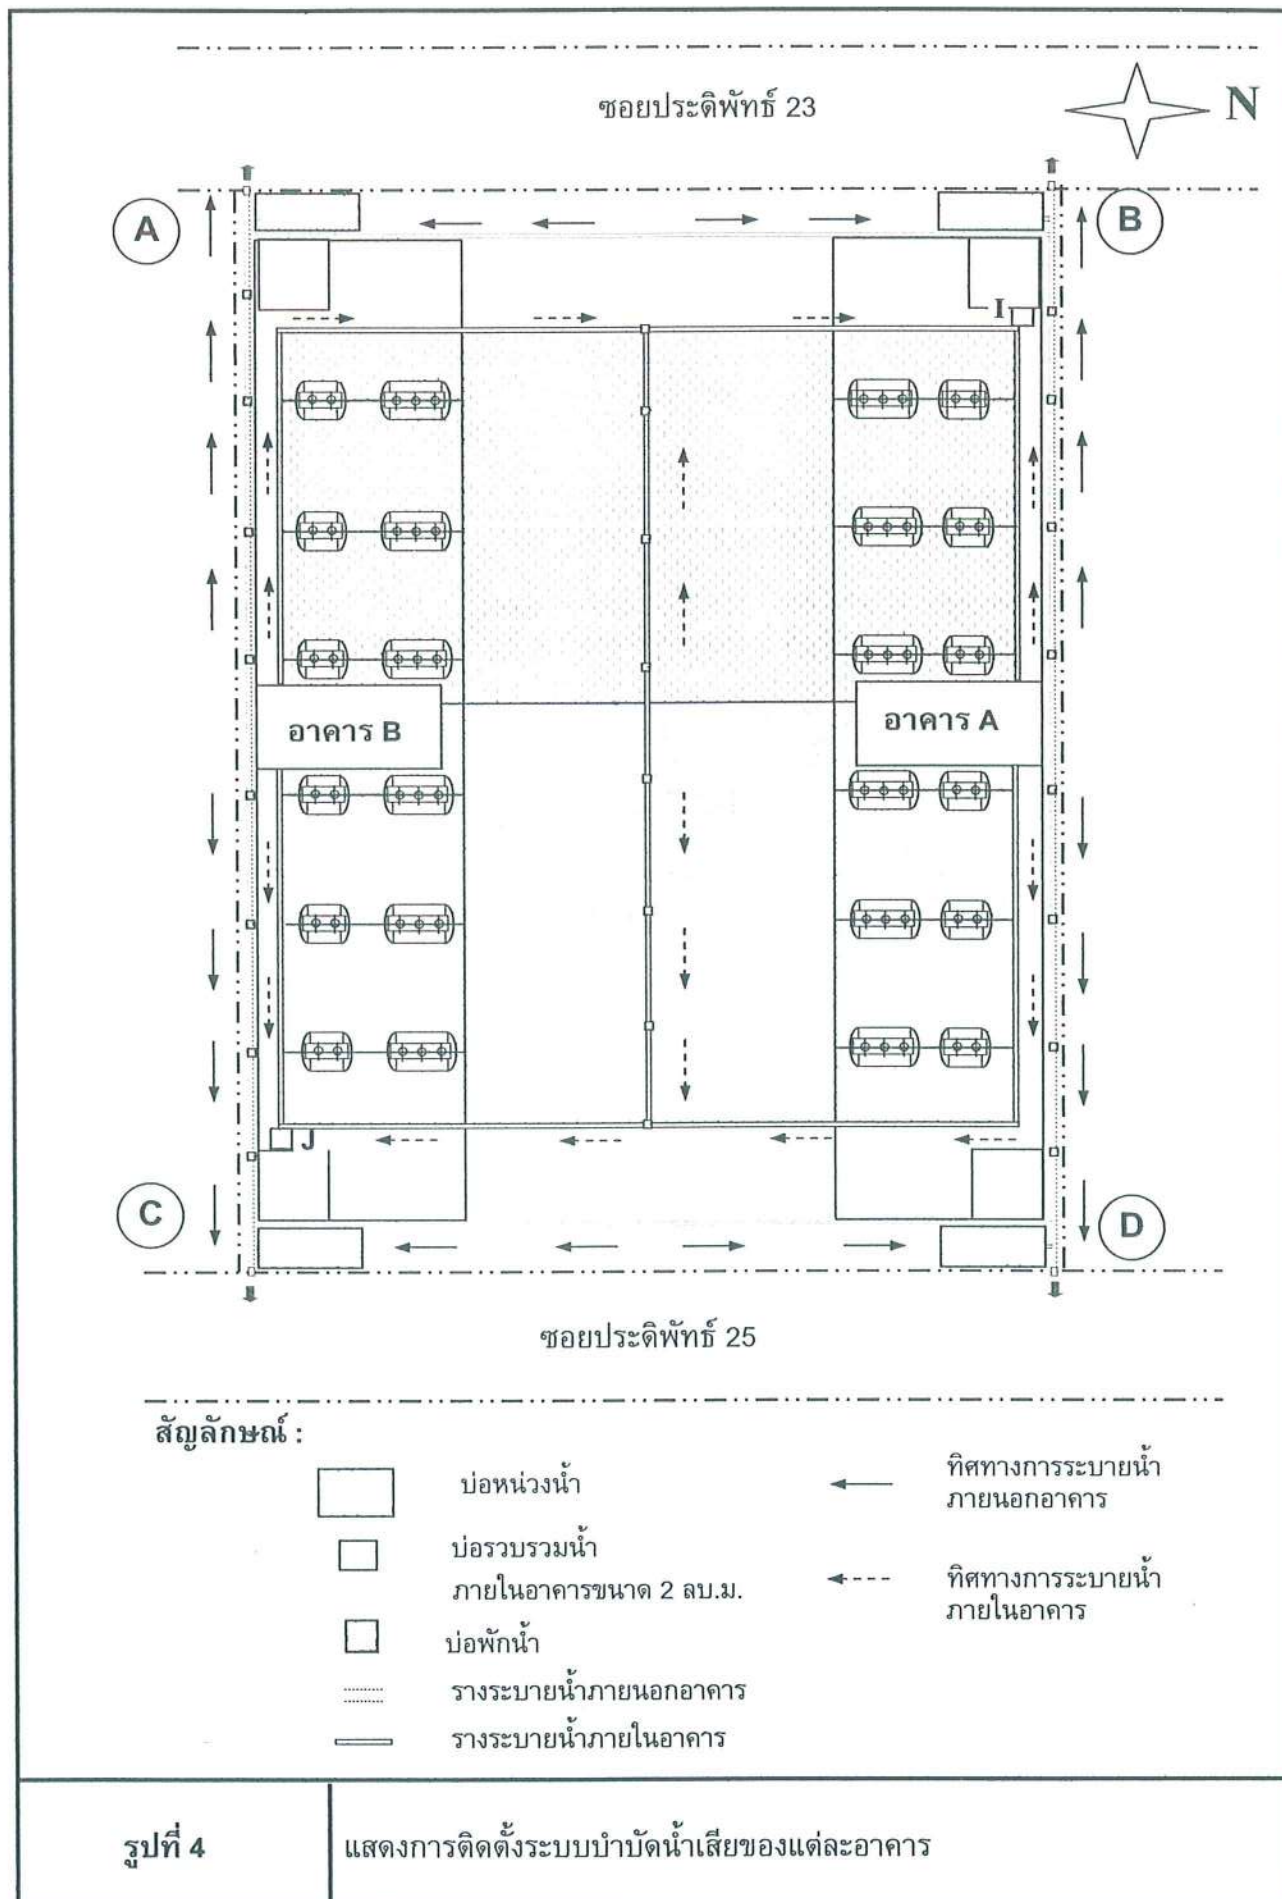 ซอยประดิพัทธ์ 23
N
A
B
I
อาคาร B
อาคาร A
J
C
D
ซอยประดิพัทธ์ 25
สัญลักษณ์ :
บ่อหน่วงน้ำ
ทิศทางการระบายน้ำ
ภายนอกอาคาร
บ่อรวบรวมน้ำ
ภายในอาคารขนาด 2 ลบ.ม.
ทิศทางการระบายน้ำ
ภายในอาคาร
บ่อพักน้ำ
รางระบายน้ำภายนอกอาคาร
รางระบายน้ำภายในอาคาร
รูปที่ 4
แสดงการติดตั้งระบบบำบัดน้ำเสียของแต่ละอาคาร